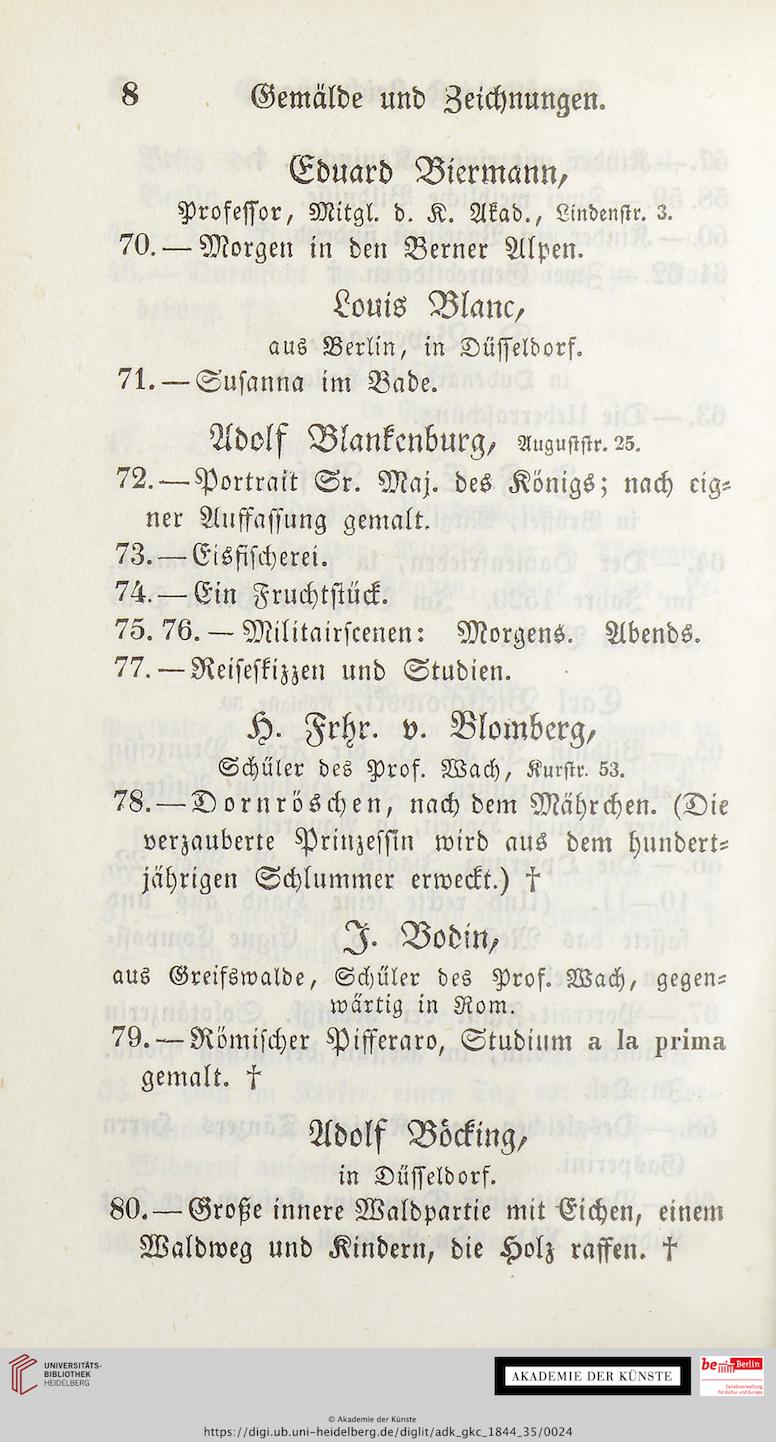 8 Gemälde und Zeichnungen.
Eduard Biermann,
Professor, Mitgl. d. K. Akad., Lindenstr. 3.
70. — Morgen in den Berner Alpen.
Louis Blanc,
aus Berlin, in Düsseldorf.
71. — Susanna im Bade.
Adolf Blankenburg, Auguststr. 25.
72. — Portrait Sr. Maj. des Königs; nach eig-
ner Auffassung gemalt.
73. — Eisfischerei.
74. — Ein Fruchtstück.
75. 76. — Militairscenen: Morgens. Abends.
77. — Reiseskizzen und Studien.
H. Frhr. v. Blomberg,
Schüler des Prof. Wach, Kurstr. 53.
78. — Dornröschen, nach dem Mährchen. (Die
verzauberte Prinzessin wird aus dem hundert-
jährigen Schlummer erweckt.) †
J. Bodin,
aus Greifswalde, Schüler des Prof. Wach, gegen-
wärtig in Rom.
79. — Römischer Pifferaro, Studium a la prima
gemalt. †
Adolf Böcking,
in Düsseldorf.
80. — Große innere Waldpartie mit Eichen, einem
Waldweg und Kindern, die Holz raffen. †
UNIVERSITÄTS-
BIBLIOTHEK
HEIDELBERG
AKADEMIE DER KÜNSTE
be Berlin
Senatsverwaltung
für Kultur und Europa
© Akademie der Künste
https://digi.ub.uni-heidelberg.de/diglit/adk_gkc_1844_35/0024